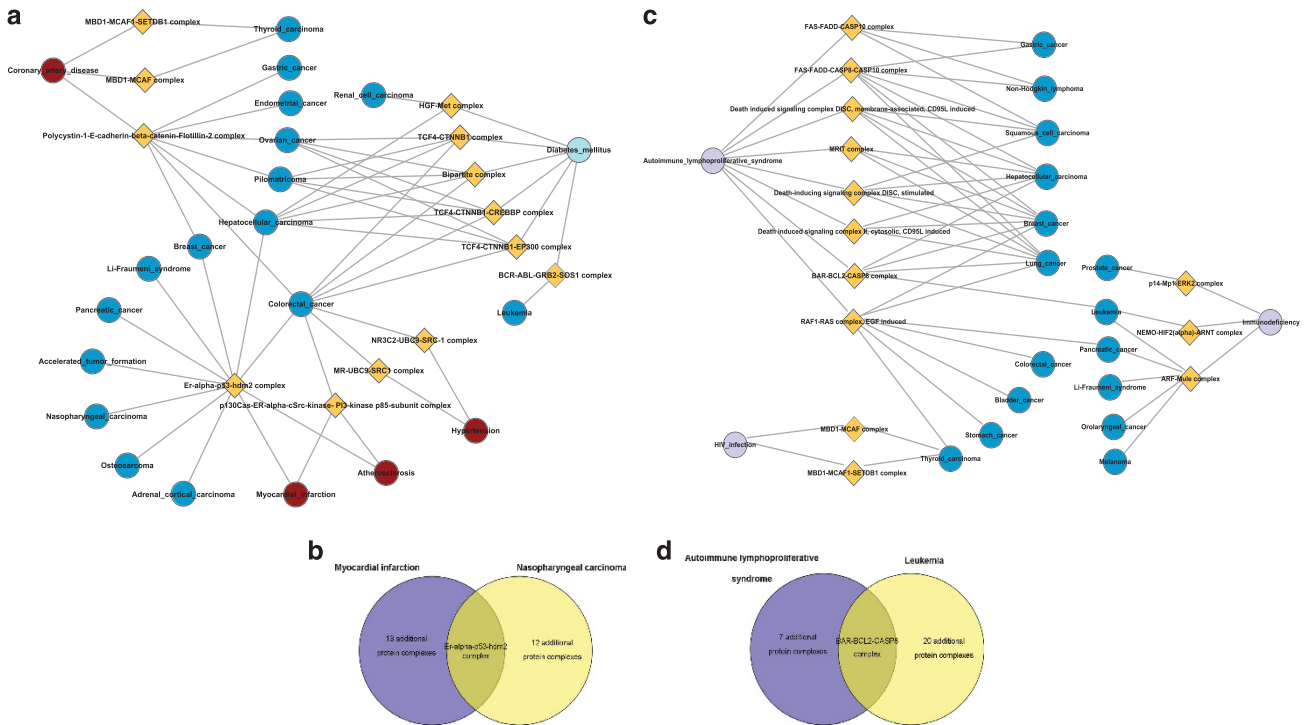 a
MBD1-MCAF1-SETDB1 complex
Thyroid_carcinoma
Coronary_artery_disease
MBD1-MCAF complex
Gastric_cancer
Renal_cell_carcinoma
Endometrial_cancer
HGF-Met complex
Polycystin-1-E-cadherin-beta-catenin-Flotillin-2 complex
Ovarian_cancer
TCF4-CTNNB1 complex
Diabetes_mellitus
Pilomatricoma
Bipartite complex
Hepatocellular_carcinoma
TCF4-CTNNB1-CREBBP complex
Breast_cancer
TCF4-CTNNB1-EP300 complex
Li-Fraumeni_syndrome
BCR-ABL-GRB2-SOS1 complex
Pancreatic_cancer
Colorectal_cancer
Leukemia
Accelerated_tumor_formation
NR3C2-UBC9-SRC-1 complex
MR-UBC9-SRC1 complex
Er-alpha-p53-hdm2 complex
p130Cas-ER-alpha-cSrc-kinase- PI3-kinase p85-subunit complex
Nasopharyngeal_carcinoma
Hypertension
Osteosarcoma
Atherosclerosis
Adrenal_cortical_carcinoma
Myocardial_infarction
c
FAS-FADD-CASP10 complex
Gastric_cancer
FAS-FADD-CASP8-CASP10 complex
Non-Hodgkin_lymphoma
Death induced signaling complex DISC, membrane-associated, CD95L induced
Squamous_cell_carcinoma
MRIT complex
Autoimmune_lymphoproliferative_syndrome
Hepatocellular_carcinoma
Death-inducing signaling complex DISC, stimulated
Breast_cancer
Death induced signaling complex II, cytosolic, CD95L induced
Lung_cancer
Prostate_cancer
BAR-BCL2-CASP8 complex
p14-Mp1-ERK2 complex
Leukemia
RAF1-RAS complex, EGF induced
Immunodeficiency
NEMO-HIF2(alpha)-ARNT complex
Pancreatic_cancer
Colorectal_cancer
ARF-Mule complex
Li-Fraumeni_syndrome
Bladder_cancer
Orolaryngeal_cancer
MBD1-MCAF complex
Stomach_cancer
HIV_infection
Thyroid_carcinoma
Melanoma
MBD1-MCAF1-SETDB1 complex
b
Myocardial infarction
Nasopharyngeal carcinoma
13 additional
protein complexes
Er-alpha-p53-hdm2
complex
12 additional
protein complexes
d
Autoimmune lymphoproliferative
syndrome
Leukemia
7 additional
protein complexes
BAR-BCL2-CASP8
complex
20 additional
protein complexes